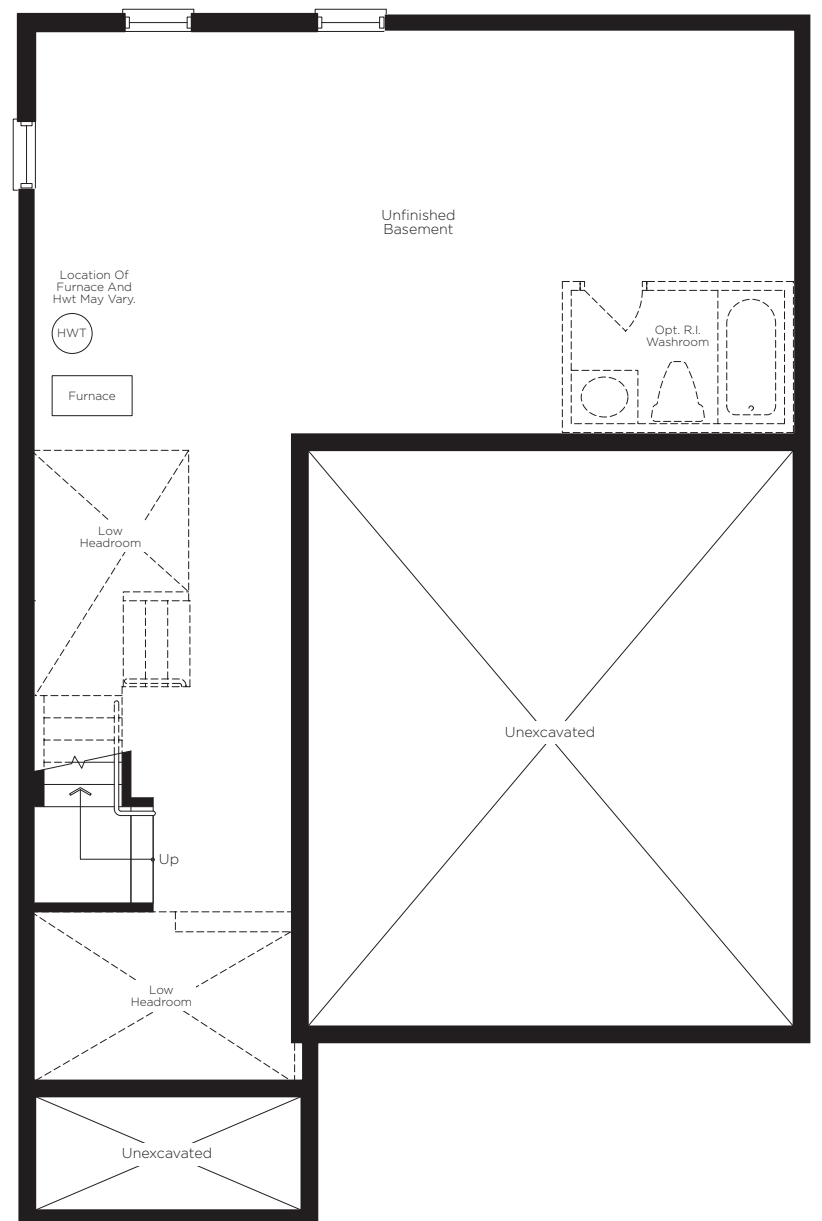 Unfinished
Basement
Location Of
Furnace And
Hwt May Vary.
HWT
Opt. R.I.
Washroom
Furnace
Low
Headroom
Unexcavated
Up
Low
Headroom
Unexcavated